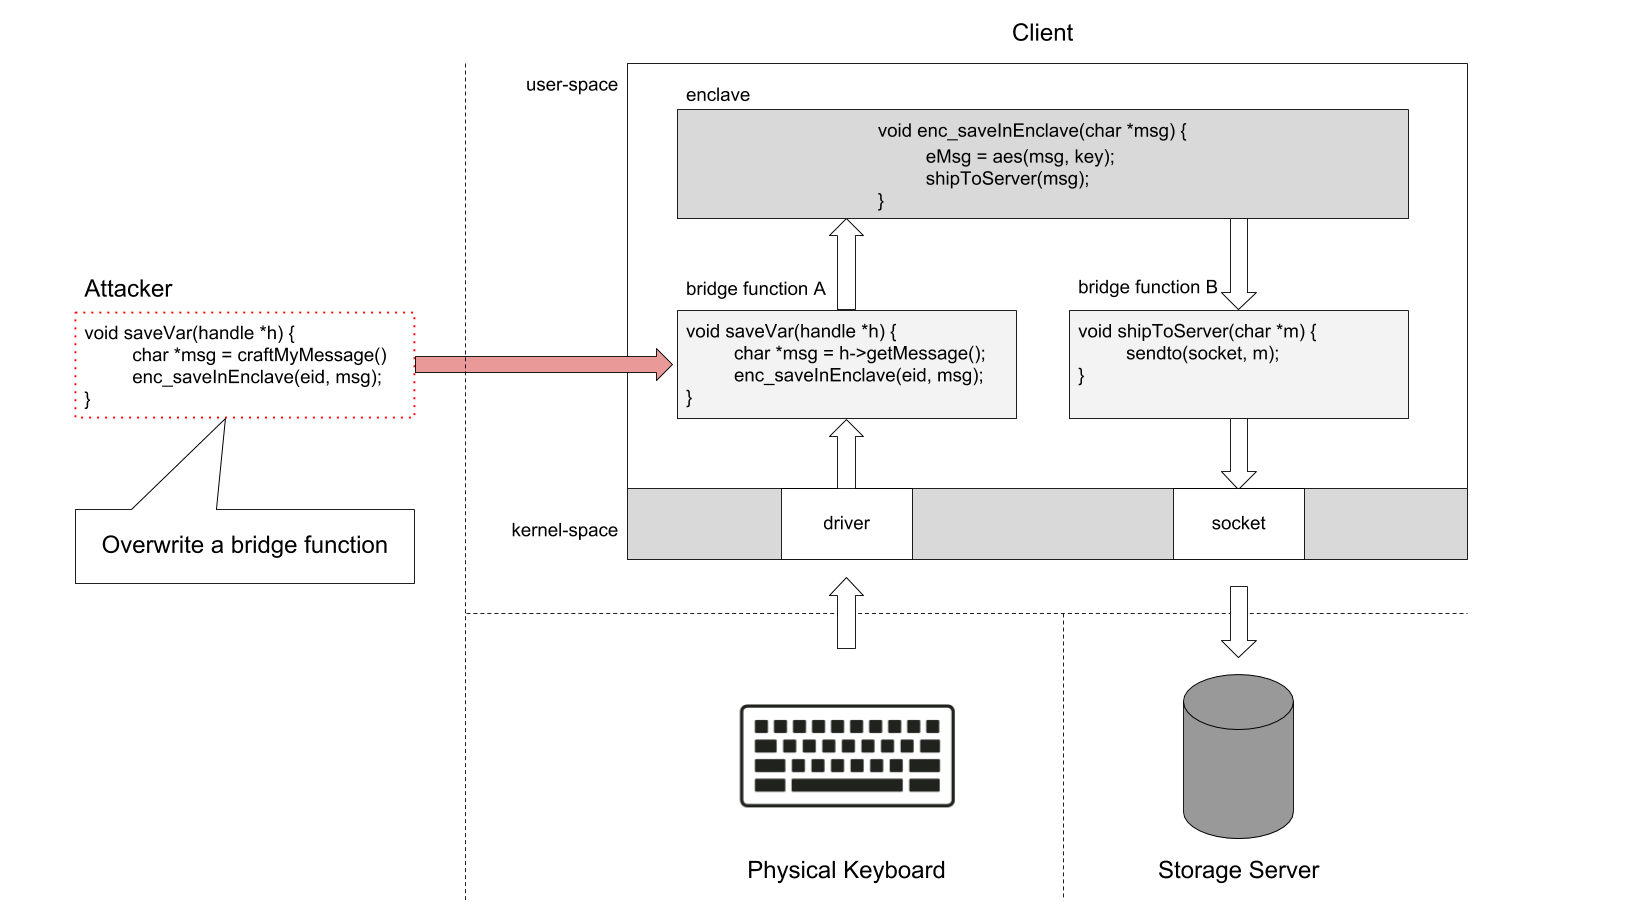 Client
user-space
enclave
void enc_saveInEnclave(char *msg) {
eMsg = aes(msg, key);
shipToServer(msg);
}
Attacker
void saveVar(handle *h) {
char *msg = craftMyMessage()
enc_saveInEnclave(eid, msg);
}
Overwrite a bridge function
bridge function A
void saveVar(handle *h) {
char *msg = h->getMessage();
enc_saveInEnclave(eid, msg);
}
bridge function B
void shipToServer(char *m) {
sendto(socket, m);
}
kernel-space
driver
socket
Physical Keyboard
Storage Server